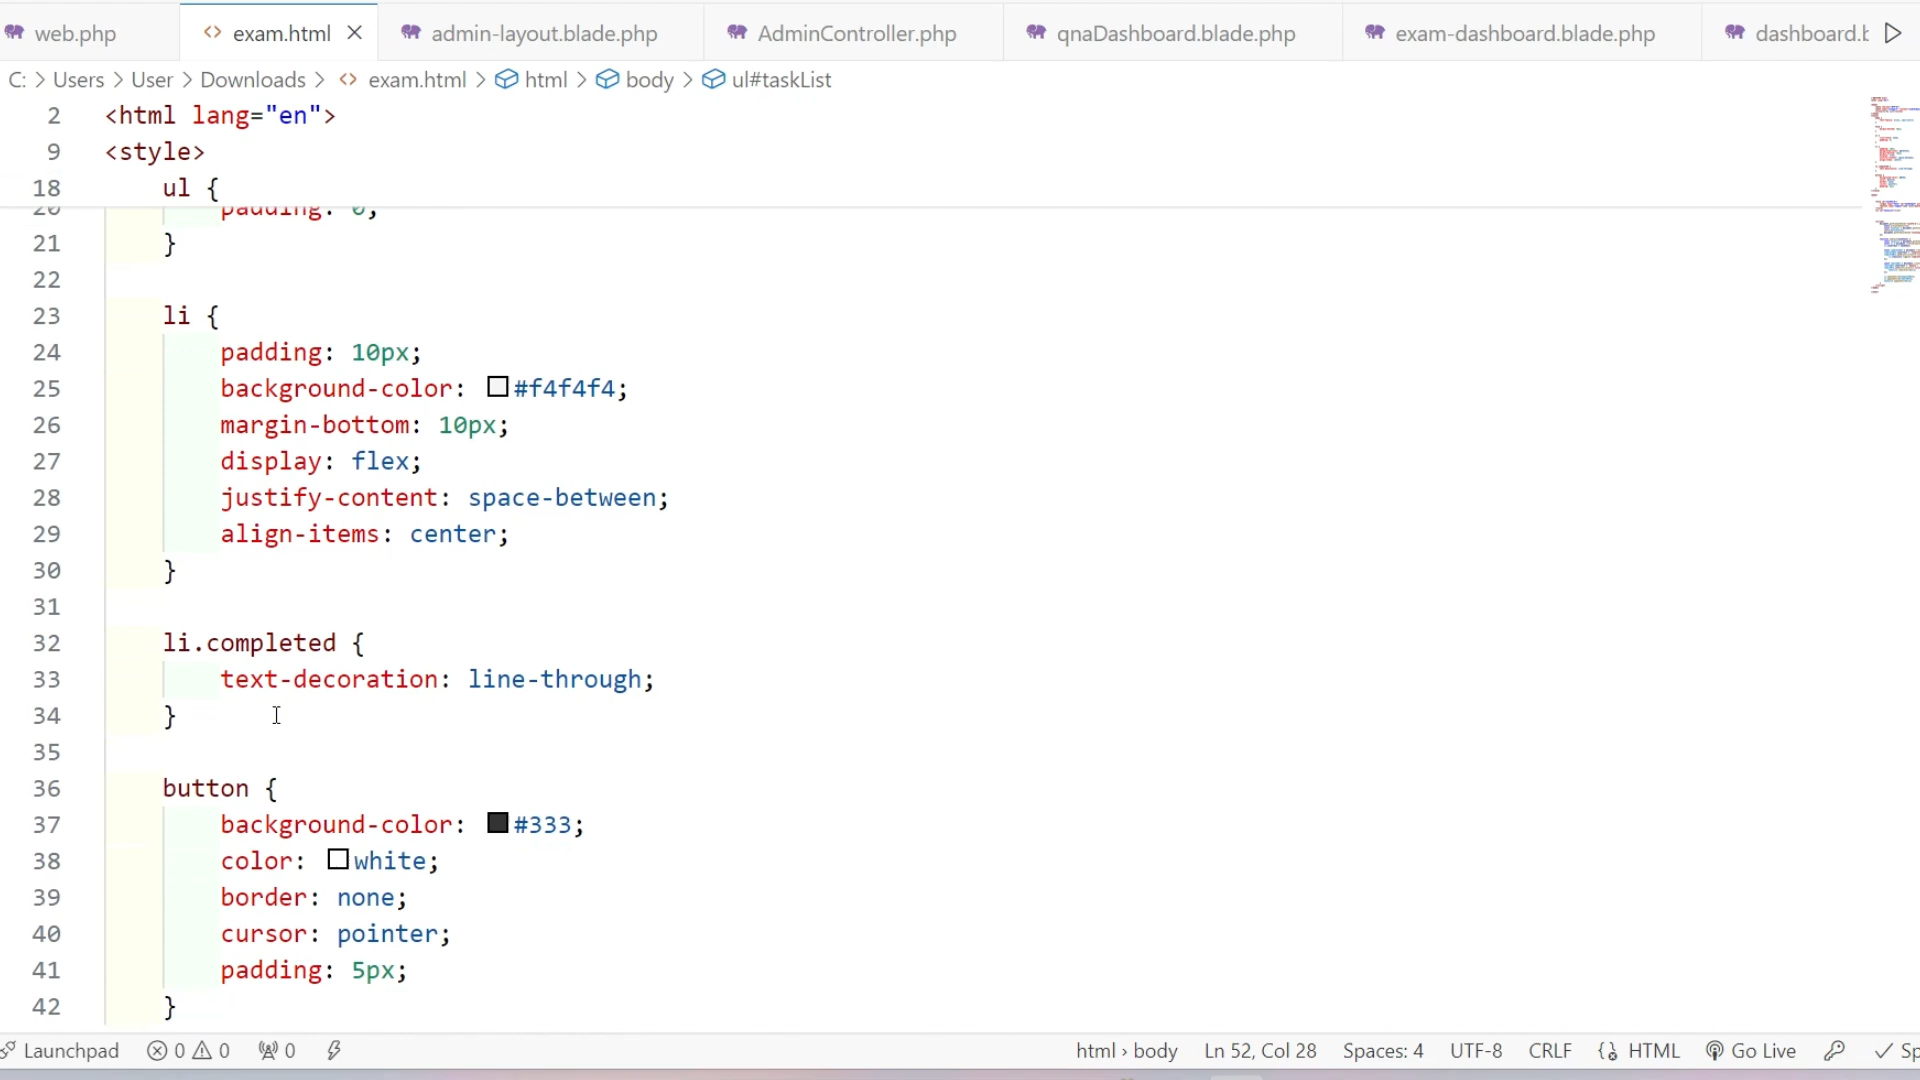 web.php exam.html admin-layout.blade.php AdminController.php qnaDashboard.blade.php exam-dashboard.blade.php dashboard.b
C: > Users > User > Downloads > exam.html > html > body > ul#taskList
2 <html lang="en">
9 <style>
18 ul {
20 padding: 0;
21 }
22
23 li {
24 padding: 10px;
25 background-color: #f4f4f4;
26 margin-bottom: 10px;
27 display: flex;
28 justify-content: space-between;
29 align-items: center;
30 }
31
32 li.completed {
33 text-decoration: line-through;
34 }
35
36 button {
37 background-color: #333;
38 color: white;
39 border: none;
40 cursor: pointer;
41 padding: 5px;
42 }
Launchpad 0 0 0 html › body Ln 52, Col 28 Spaces: 4 UTF-8 CRLF HTML Go Live Sp